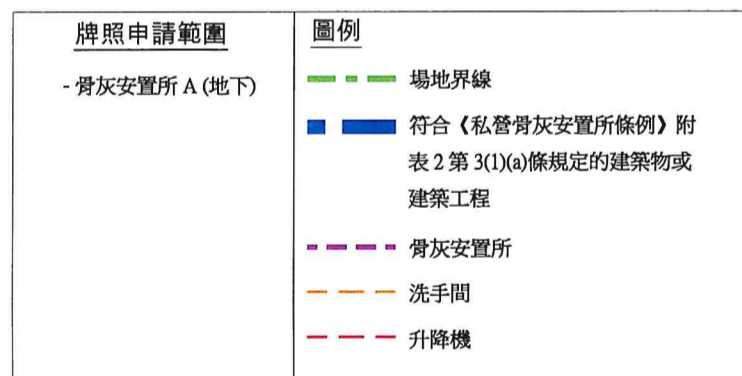 牌照申請範圍
- 骨灰安置所 A (地下)
圖例
場地界線
符合《私營骨灰安置所條例》附
表 2 第 3(1)(a)條規定的建築物或
建築工程
骨灰安置所
洗手間
升降機